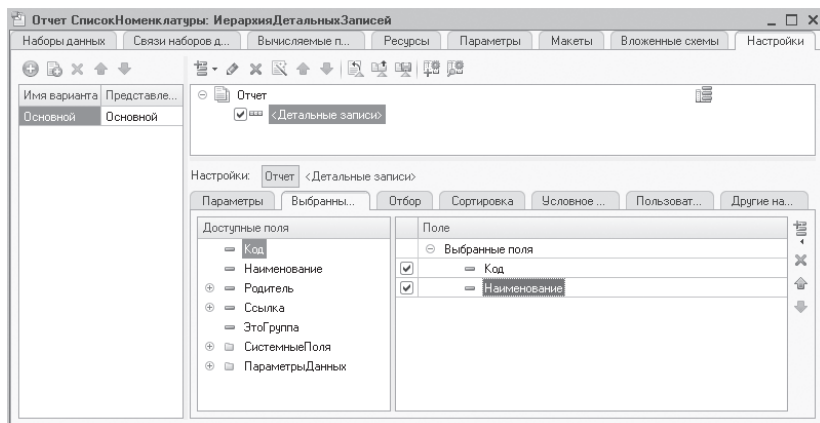 Отчет СписокНоменклатуры: ИерархияДетальныхЗаписей
Наборы данных Связи наборов д... Вычисляемые п... Ресурсы Параметры Макеты Вложенные схемы Настройки
Имя варианта Представле...
Основной Основной
Отчет
<Детальные записи>
Настройки: Отчет <Детальные записи>
Параметры Выбранны... Отбор Сортировка Условное ... Пользоват... Другие на...
Доступные поля
Код
Наименование
Родитель
Ссылка
ЭтоГруппа
СистемныеПоля
ПараметрыДанных
Поле
Выбранные поля
Код
Наименование